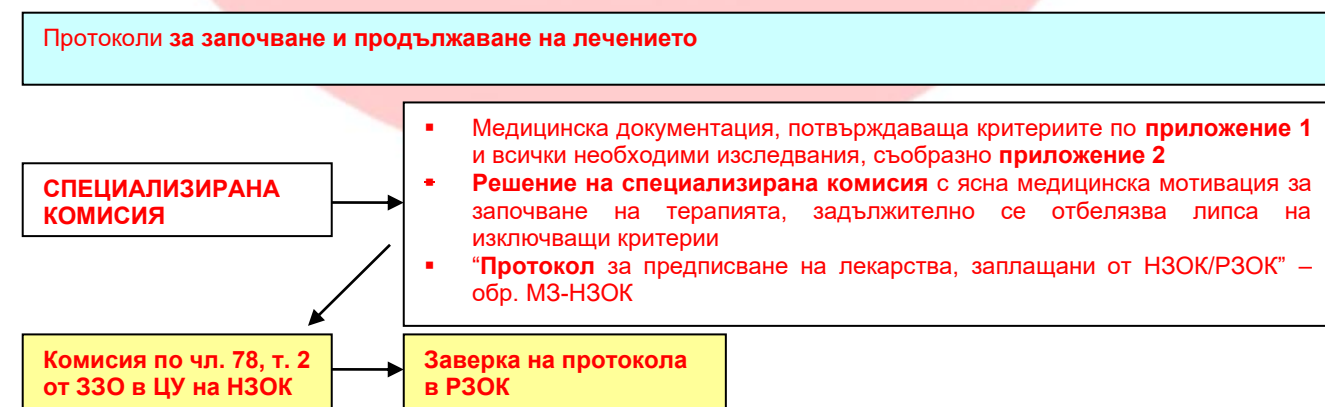 Протоколи за започване и продължаване на лечението
СПЕЦИАЛИЗИРАНА
КОМИСИЯ
▪ Медицинска документация, потвърждаваща критериите по приложение 1
и всички необходими изследвания, съобразно приложение 2
▪ Решение на специализирана комисия с ясна медицинска мотивация за
започване на терапията, задължително се отбелязва липса на
изключващи критерии
▪ “Протокол за предписване на лекарства, заплащани от НЗОК/РЗОК” –
обр. МЗ-НЗОК
Комисия по чл. 78, т. 2
от ЗЗО в ЦУ на НЗОК
Заверка на протокола
в РЗОК